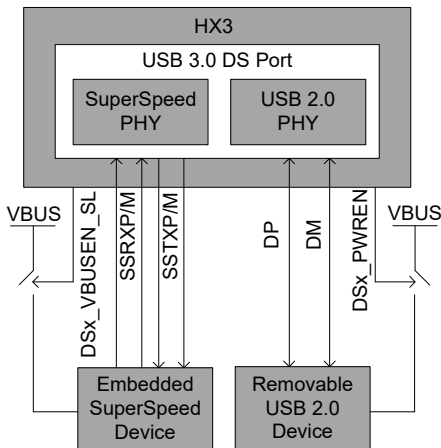 HX3
USB 3.0 DS Port
SuperSpeed
PHY
USB 2.0
PHY
VBUS
DSx_VBUSEN_SL
SSRXP/M
SSTXP/M
DP
DM
DSx_PWREN
VBUS
Embedded
SuperSpeed
Device
Removable
USB 2.0
Device